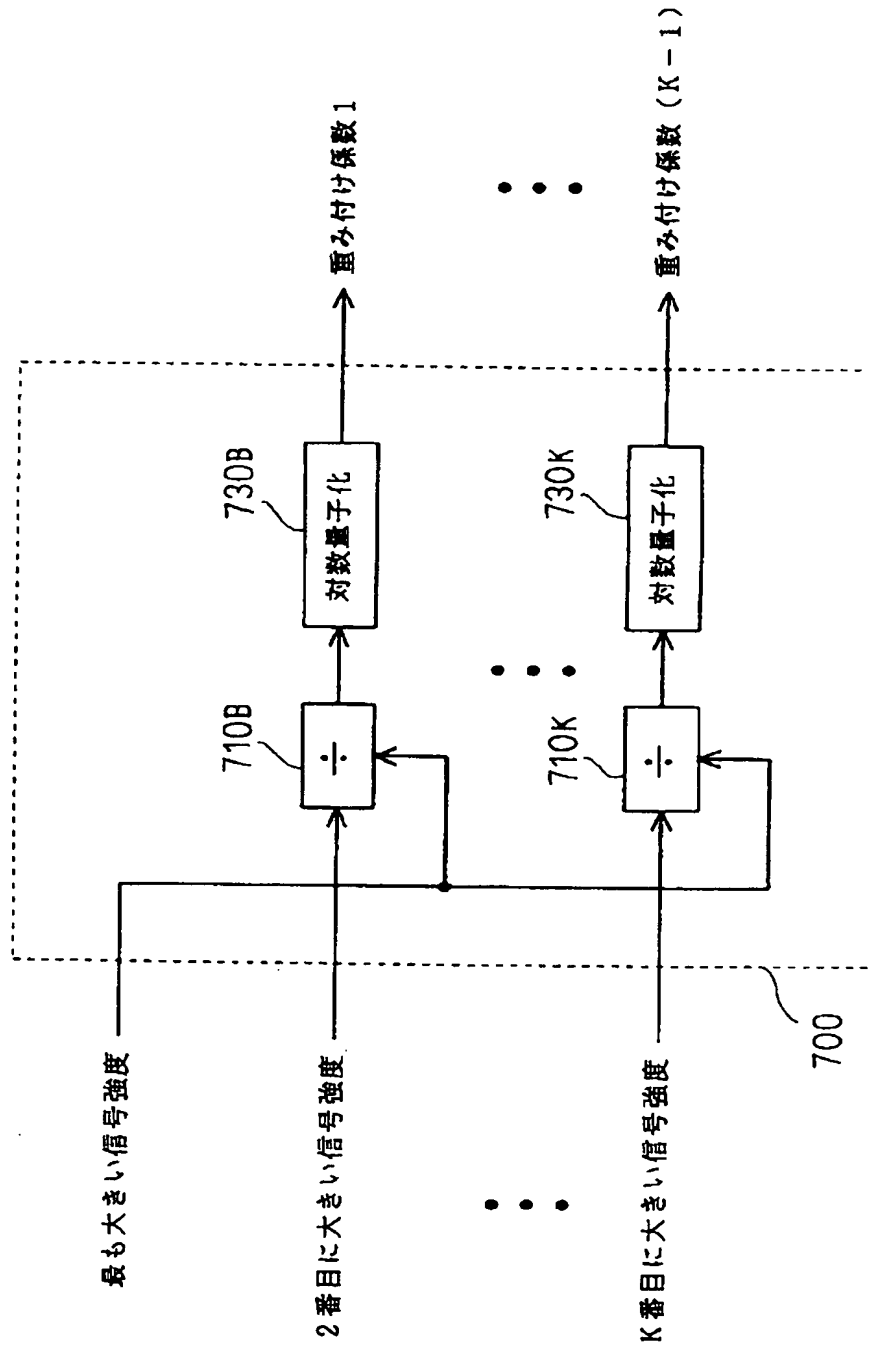 最も大きい信号強度
2番目に大きい信号強度
710B
÷
730B
対数量子化
重み付け係数1
K番目に大きい信号強度
710K
÷
730K
対数量子化
重み付け係数(K-1)
700